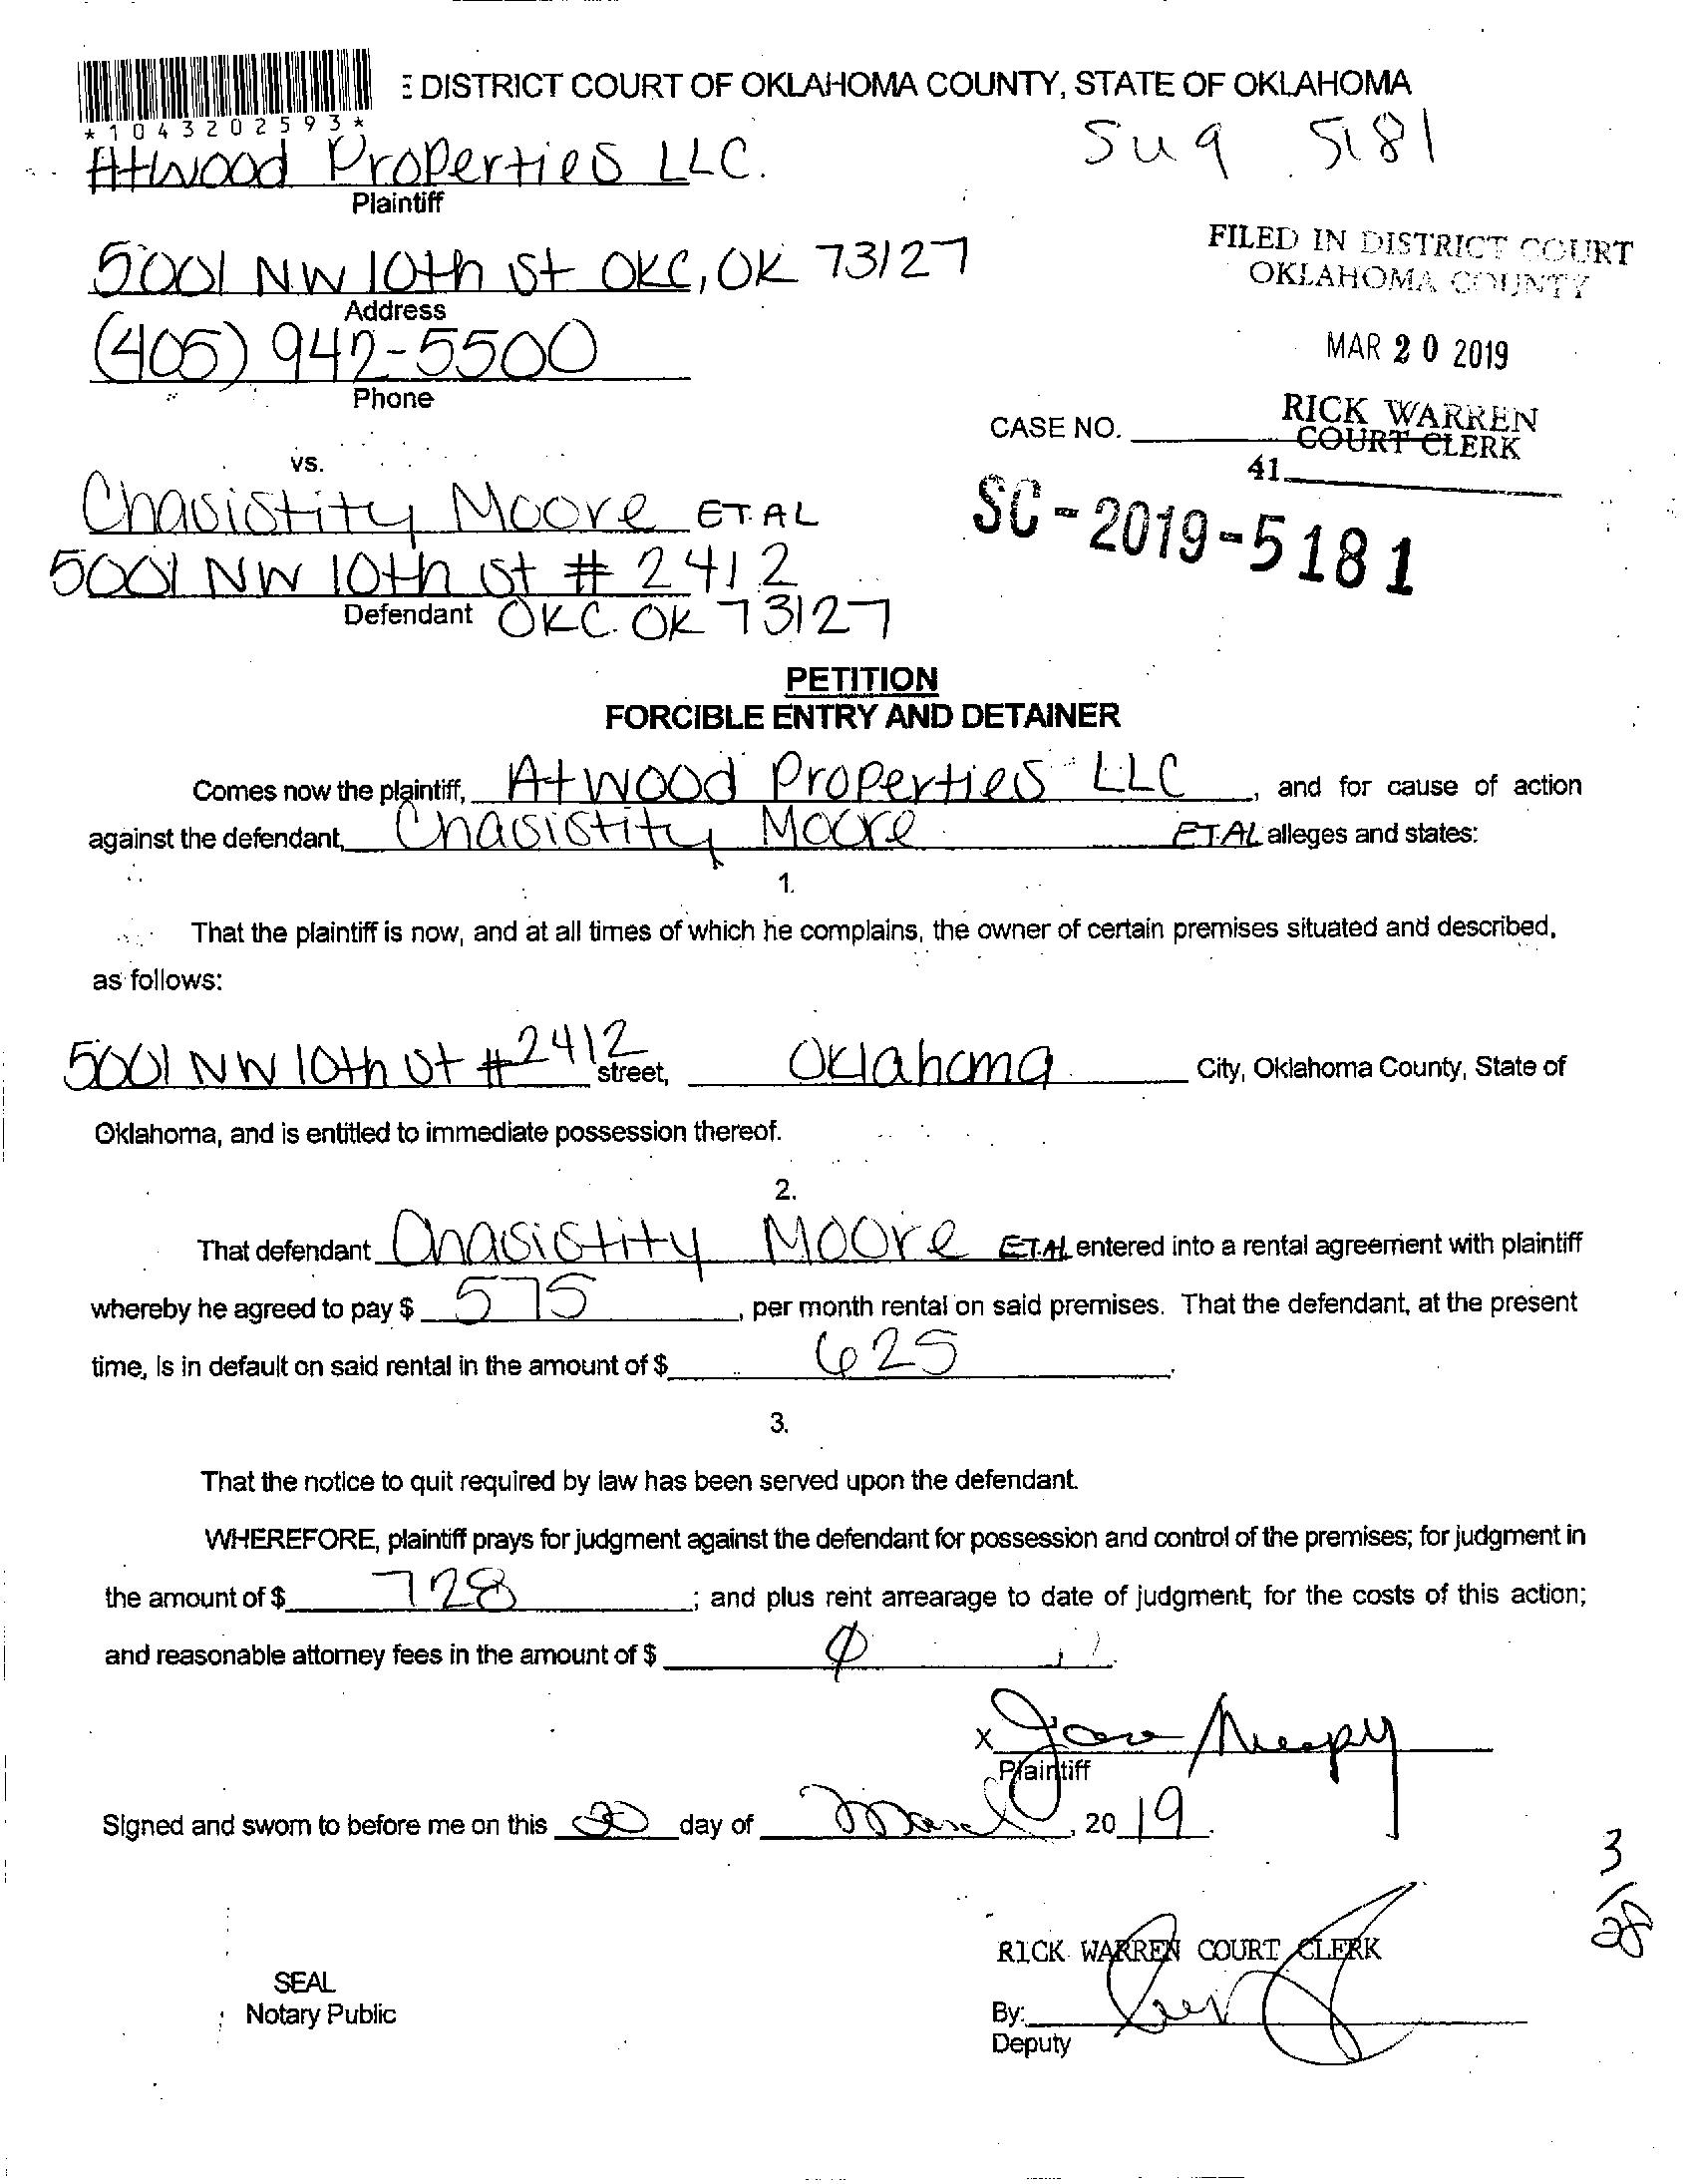 DISTRICT COURT OF OKLAHOMA COUNTY, STATE OF OKLAHOMA
*1043202593*
Atwood Properties LLC.
5181
Plaintiff
5001 NW 10th St OKC, OK 73127
FILED IN DISTRICT COURT
OKLAHOMA COUNTY
Address
(405) 942-5500
MAR 20 2019
Phone
CASE NO.
RICK WARREN
COURT CLERK
41
vs.
Chasistity Moore ET. AL
SC-2019-5181
5001 NW 10th St # 2412
Defendant OKC. OK 73127
PETITION
FORCIBLE ENTRY AND DETAINER
Comes now the plaintiff, Atwood Properties LLC, and for cause of action
against the defendant, Chasistity Moore ET.AL alleges and states:
1.
That the plaintiff is now, and at all times of which he complains, the owner of certain premises situated and described,
as follows:
5001 NW 10th St #2412 street, Oklahoma City, Oklahoma County, State of
Oklahoma, and is entitled to immediate possession thereof.
2.
That defendant Chasistity Moore ET.AL entered into a rental agreement with plaintiff
whereby he agreed to pay $ 575, per month rental on said premises. That the defendant, at the present
time, is in default on said rental in the amount of $ 625.
3.
That the notice to quit required by law has been served upon the defendant.
WHEREFORE, plaintiff prays for judgment against the defendant for possession and control of the premises; for judgment in
the amount of $ 728; and plus rent arrearage to date of judgment; for the costs of this action;
and reasonable attorney fees in the amount of $ 0.
X
Plaintiff
Signed and sworn to before me on this 20 day of March, 2019.
3/28
RICK WARREN COURT CLERK
SEAL
Notary Public
By:
Deputy